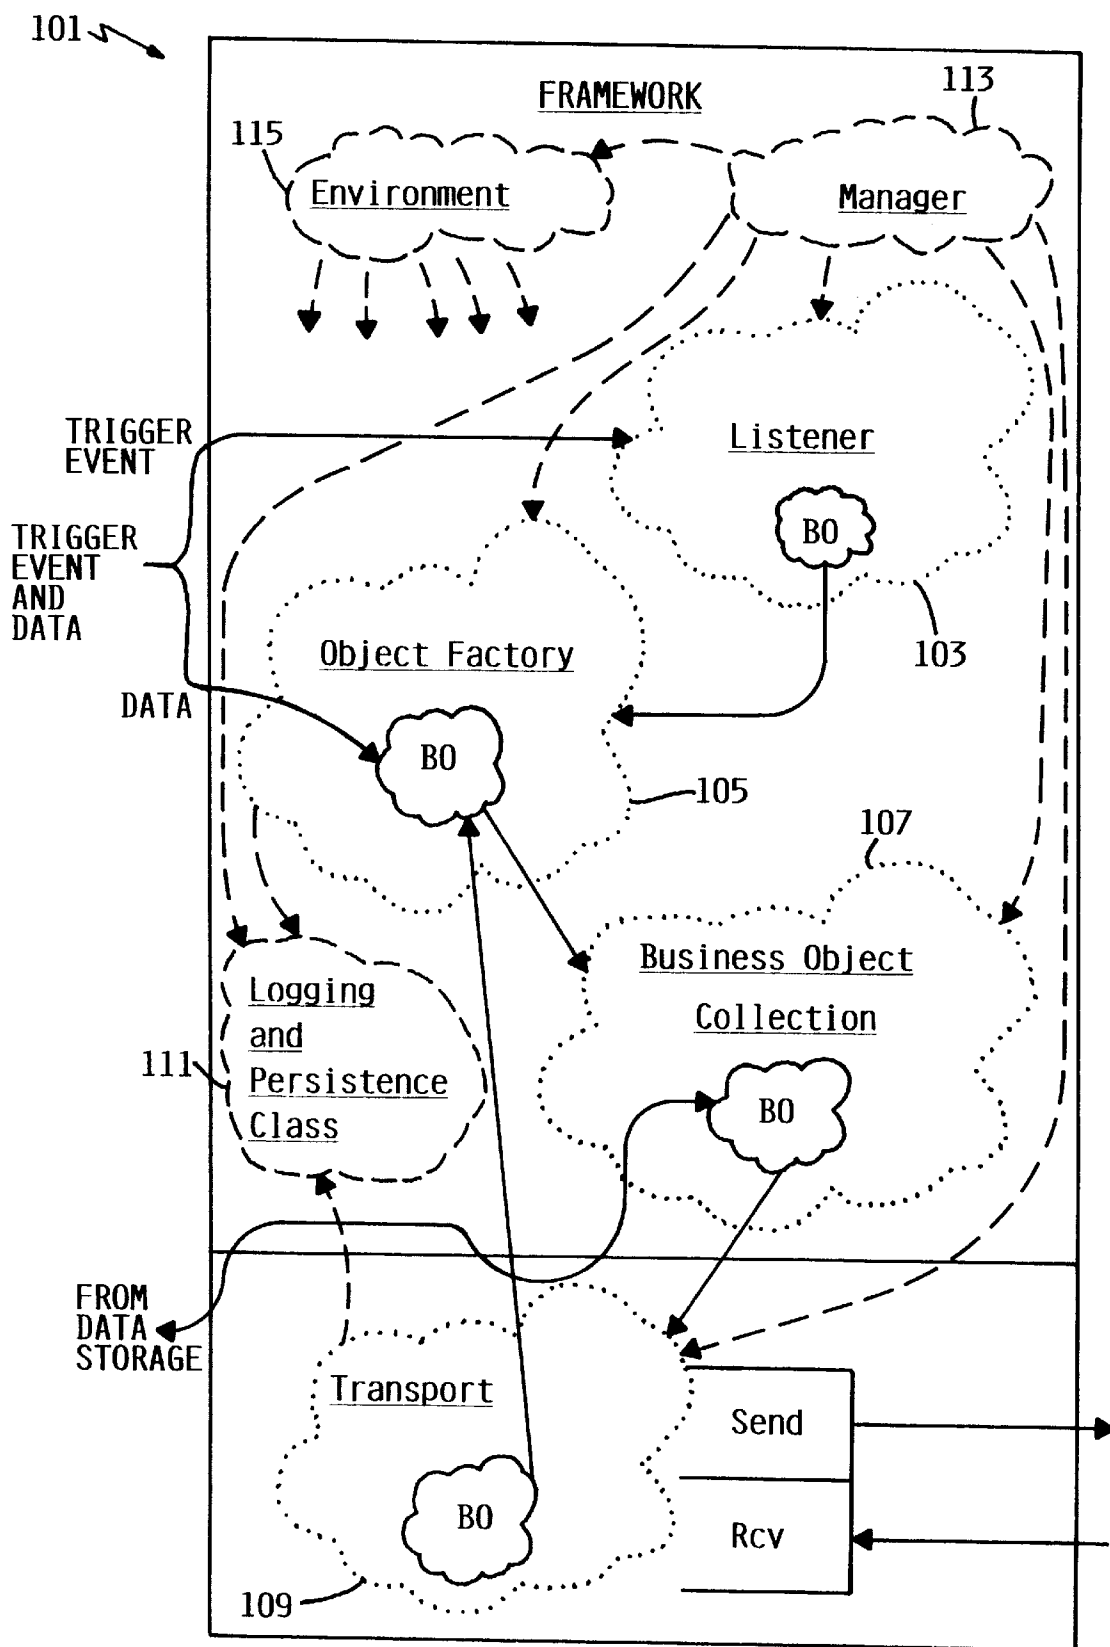 101
FRAMEWORK
113
115
Environment
Manager
TRIGGER
EVENT
Listener
TRIGGER
EVENT
AND
DATA
BO
103
Object Factory
DATA
BO
105
107
Business Object
Collection
Logging
and
Persistence
Class
111
BO
FROM
DATA
STORAGE
Transport
Send
BO
Rcv
109